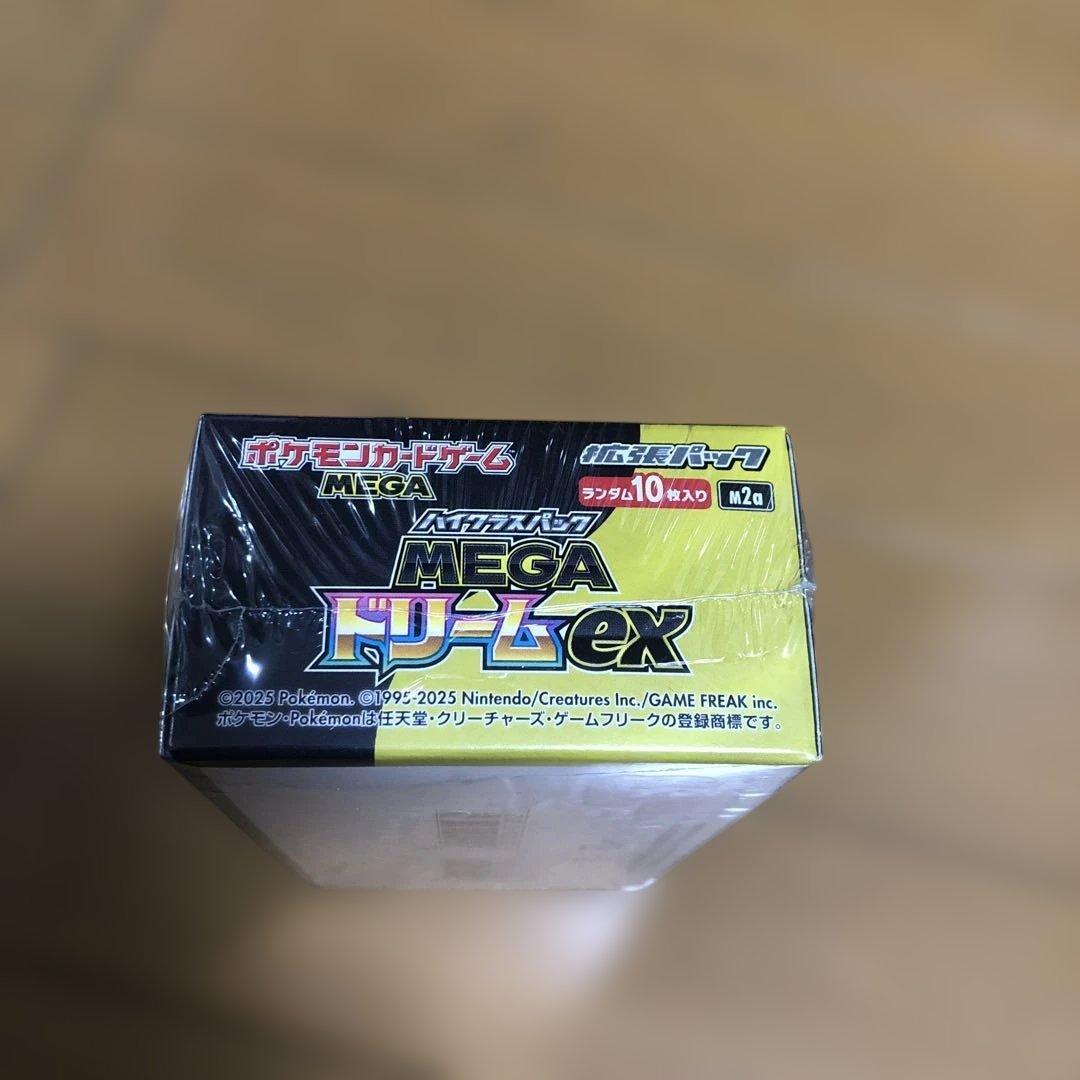 ポケモンカードゲーム
MEGA
拡張パック
ランダム10枚入り M2a
ハイクラスパック
MEGA
ドリームex
©2025 Pokémon. ©1995-2025 Nintendo/Creatures Inc./GAME FREAK inc.
ポケモン・Pokémonは任天堂・クリーチャーズ・ゲームフリークの登録商標です。